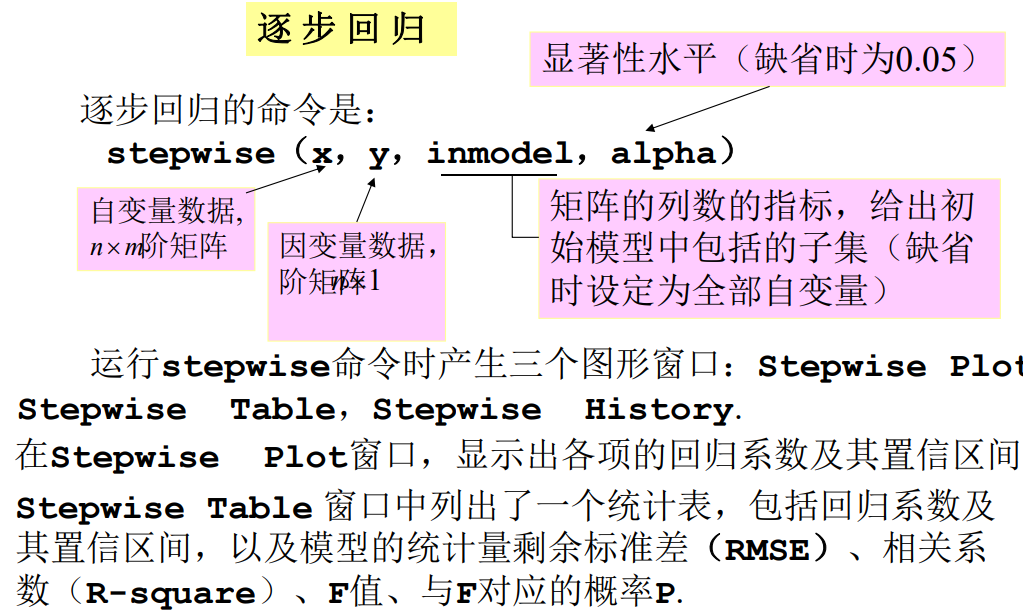 逐步回归
显著性水平（缺省时为0.05）
逐步回归的命令是：
stepwise（x，y，inmodel，alpha）
自变量数据，
n×m阶矩阵
因变量数据，
n×1阶矩阵
矩阵的列数的指标，给出初
始模型中包括的子集（缺省
时设定为全部自变量）
运行stepwise命令时产生三个图形窗口：Stepwise Plot
Stepwise Table，Stepwise History.
在Stepwise Plot窗口，显示出各项的回归系数及其置信区间
Stepwise Table 窗口中列出了一个统计表，包括回归系数及
其置信区间，以及模型的统计量剩余标准差（RMSE）、相关系
数（R-square）、F值、与F对应的概率P.